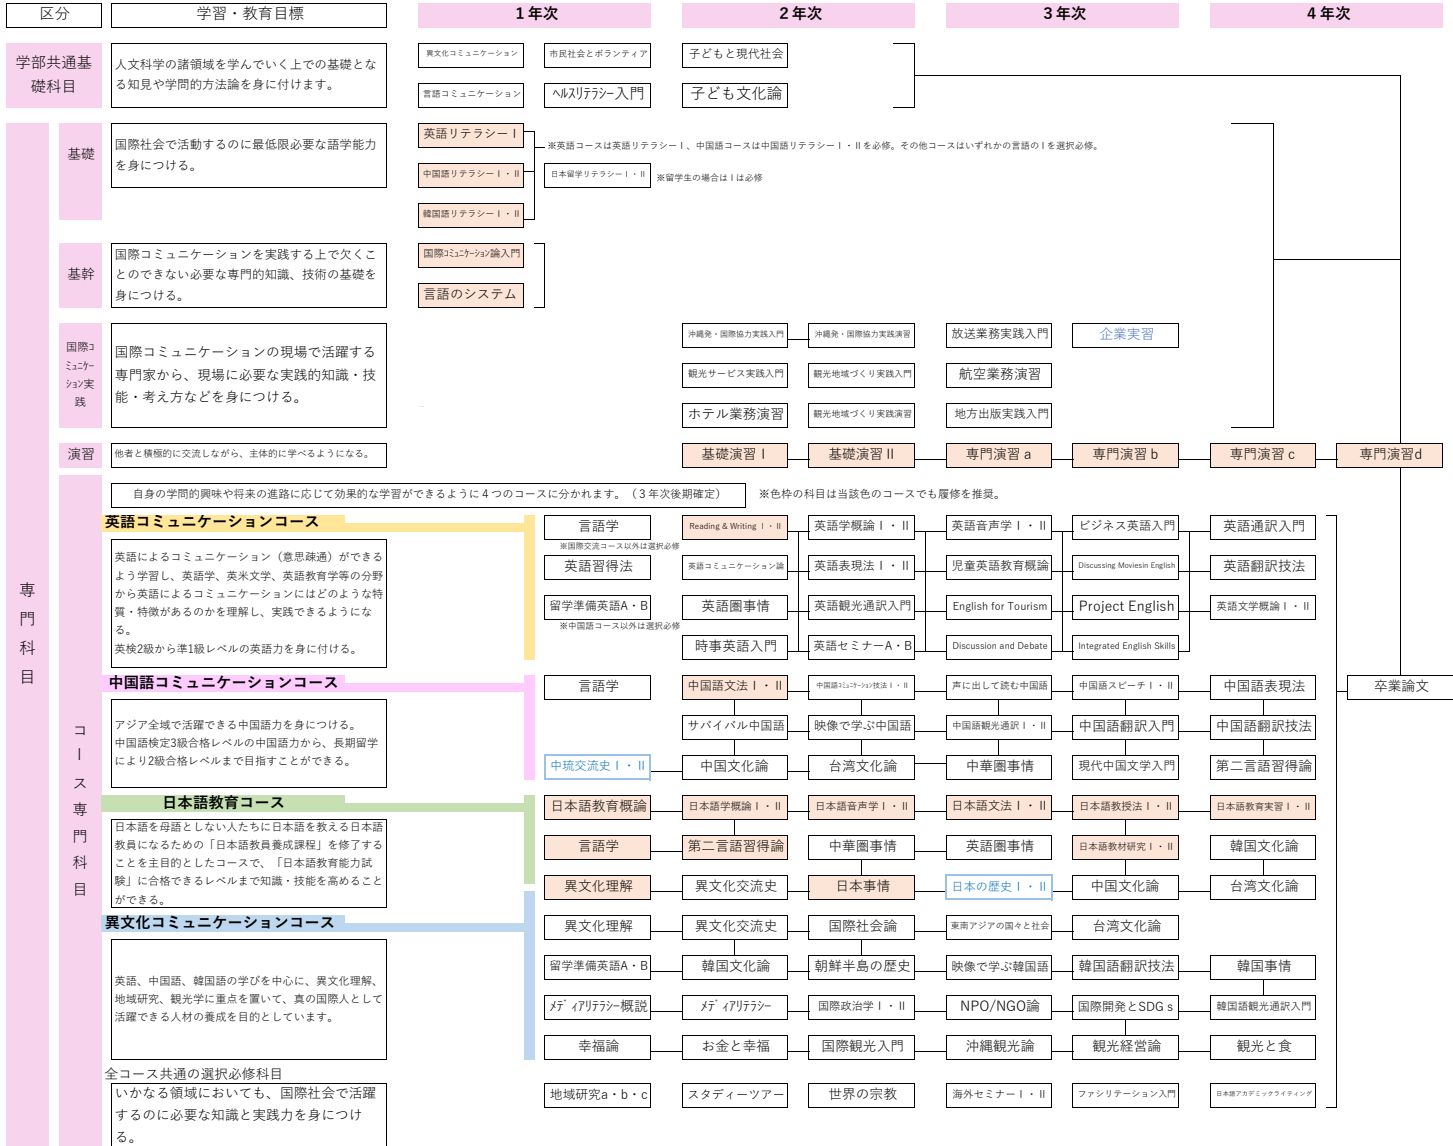 区分 学習・教育目標 1年次 2年次 3年次 4年次
学部共通基
礎科目
人文科学の諸領域を学んでいく上での基礎とな
る知見や学問的方法論を身に付けます。
異文化コミュニケーション 市民社会とボランティア 子どもと現代社会
言語コミュニケーション ヘルスリテラシー入門 子ども文化論
専門科目
基礎
国際社会で活動するのに最低限必要な語学能力
を身につける。
英語リテラシーⅠ
※英語コースは英語リテラシーⅠ、中国語コースは中国語リテラシーⅠ・Ⅱを必修。その他コースはいずれかの言語のⅠを選択必修。
中国語リテラシーⅠ・Ⅱ 日本留学リテラシーⅠ・Ⅱ ※留学生の場合はⅠは必修
韓国語リテラシーⅠ・Ⅱ
基幹
国際コミュニケーションを実践する上で欠くこ
とのできない必要な専門的知識、技術の基礎を
身につける。
国際コミュニケーション論入門
言語のシステム
国際コ
ミュニケー
ション実
践
国際コミュニケーションの現場で活躍する
専門家から、現場に必要な実践的知識・技
能・考え方などを身につける。
沖縄発・国際協力実践入門 沖縄発・国際協力実践演習 放送業務実践入門 企業実習
観光サービス実践入門 観光地域づくり実践入門 航空業務演習
ホテル業務演習 観光地域づくり実践演習 地方出版実践入門
演習
他者と積極的に交流しながら、主体的に学べるようになる。
基礎演習Ⅰ 基礎演習Ⅱ 専門演習a 専門演習b 専門演習c 専門演習d
コース専門科目
自身の学問的興味や将来の進路に応じて効果的な学習ができるように4つのコースに分かれます。（3年次後期確定） ※色枠の科目は当該色のコースでも履修を推奨。
英語コミュニケーションコース
英語によるコミュニケーション（意思疎通）ができる
よう学習し、英語学、英米文学、英語教育学等の分野
から英語によるコミュニケーションにはどのような特
質・特徴があるのかを理解し、実践できるようにな
る。
英検2級から準1級レベルの英語力を身に付ける。
言語学 Reading & Writing Ⅰ・Ⅱ 英語学概論Ⅰ・Ⅱ 英語音声学Ⅰ・Ⅱ ビジネス英語入門 英語通訳入門
※国際交流コース以外は選択必修
英語習得法 英語コミュニケーション論 英語表現法Ⅰ・Ⅱ 児童英語教育概論 Discussing Moviesin English 英語翻訳技法
留学準備英語A・B 英語圏事情 英語観光通訳入門 English for Tourism Project English 英語文学概論Ⅰ・Ⅱ
※中国語コース以外は選択必修
時事英語入門 英語セミナーA・B Discussion and Debate Integrated English Skills
中国語コミュニケーションコース
アジア全域で活躍できる中国語力を身につける。
中国語検定3級合格レベルの中国語力から、長期留学
により2級合格レベルまで目指すことができる。
言語学 中国語文法Ⅰ・Ⅱ 中国語コミュニケーション技法Ⅰ・Ⅱ 声に出して読む中国語 中国語スピーチⅠ・Ⅱ 中国語表現法 卒業論文
サバイバル中国語 映像で学ぶ中国語 中国語観光通訳Ⅰ・Ⅱ 中国語翻訳入門 中国語翻訳技法
中琉交流史Ⅰ・Ⅱ 中国文化論 台湾文化論 中華圏事情 現代中国文学入門 第二言語習得論
日本語教育コース
日本語を母語としない人たちに日本語を教える日本語
教員になるための「日本語教員養成課程」を修了する
ことを主目的としたコースで、「日本語教育能力試
験」に合格できるレベルまで知識・技能を高めること
ができる。
日本語教育概論 日本語学概論Ⅰ・Ⅱ 日本語音声学Ⅰ・Ⅱ 日本語文法Ⅰ・Ⅱ 日本語教授法Ⅰ・Ⅱ 日本語教育実習Ⅰ・Ⅱ
言語学 第二言語習得論 中華圏事情 英語圏事情 日本語教材研究Ⅰ・Ⅱ 韓国文化論
異文化理解 異文化交流史 日本事情 日本の歴史Ⅰ・Ⅱ 中国文化論 台湾文化論
異文化コミュニケーションコース
英語、中国語、韓国語の学びを中心に、異文化理解、
地域研究、観光学に重点を置いて、真の国際人として
活躍できる人材の養成を目的としています。
異文化理解 異文化交流史 国際社会論 東南アジアの国々と社会 台湾文化論
留学準備英語A・B 韓国文化論 朝鮮半島の歴史 映像で学ぶ韓国語 韓国語翻訳技法 韓国事情
メディアリテラシー概説 メディアリテラシー 国際政治学Ⅰ・Ⅱ NPO/NGO論 国際開発とSDGｓ 韓国語観光通訳入門
幸福論 お金と幸福 国際観光入門 沖縄観光論 観光経営論 観光と食
全コース共通の選択必修科目
いかなる領域においても、国際社会で活躍
するのに必要な知識と実践力を身につけ
る。
地域研究a・b・c スタディーツアー 世界の宗教 海外セミナーⅠ・Ⅱ ファシリテーション入門 日本語アカデミックライティング